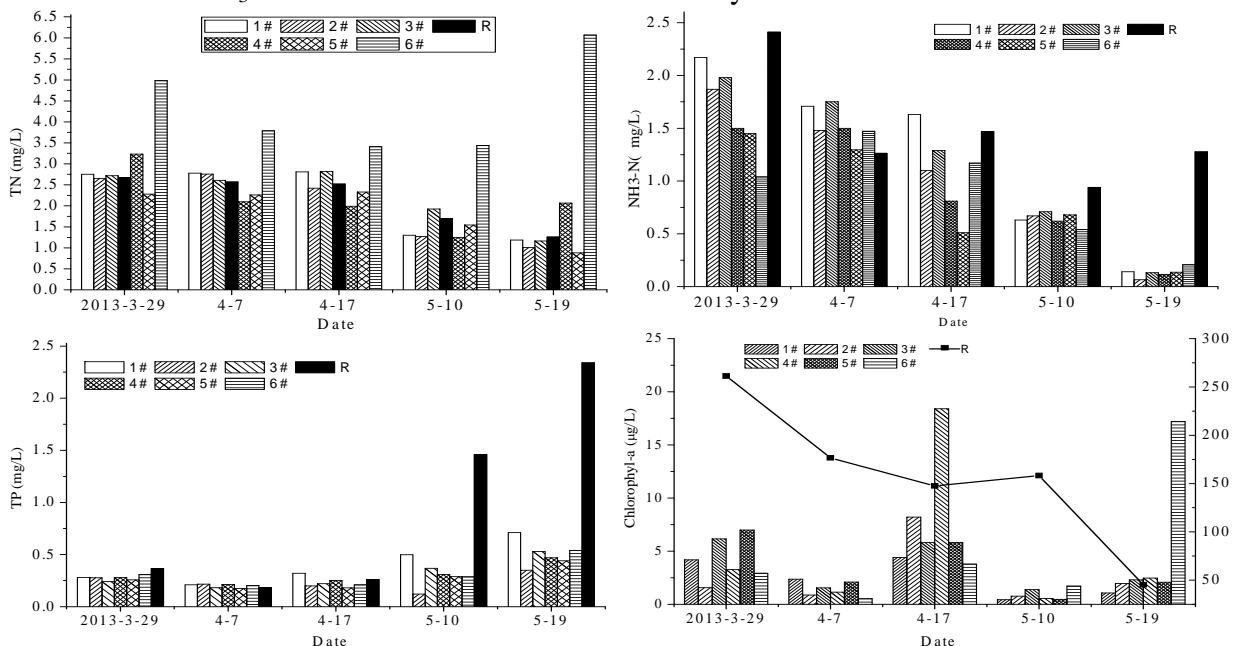 1# 2# 3# R
4# 5# 6#
6.5
6.0
5.5
5.0
4.5
4.0
3.5
3.0
2.5
2.0
1.5
1.0
0.5
0.0
TN (mg/L)
2013-3-29 4-7 4-17 5-10 5-19
Date
1# 2# 3# R
4# 5# 6#
2.5
2.0
1.5
1.0
0.5
0.0
NH3-N( mg/L)
2013-3-29 4-7 4-17 5-10 5-19
Date
1# 2# 3# R
4# 5# 6#
2.5
2.0
1.5
1.0
0.5
0.0
TP (mg/L)
2013-3-29 4-7 4-17 5-10 5-19
Date
1# 2# 3# R
4# 5# 6#
25
20
15
10
5
0
Chlorophyl-a (μg/L)
300
250
200
150
100
50
2013-3-29 4-7 4-17 5-10 5-19
Date